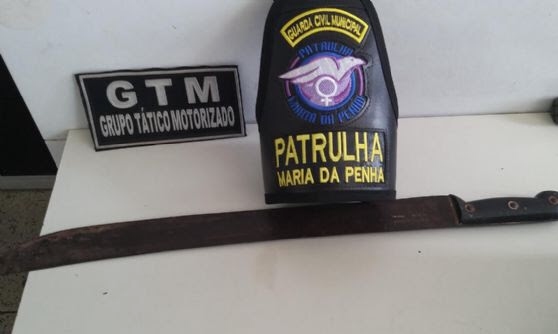 GTM
GRUPO TÁTICO MOTORIZADO
GUARDA CIVIL MUNICIPAL
PATRULHA
MARIA DA PENHA
PATRULHA
MARIA DA PENHA